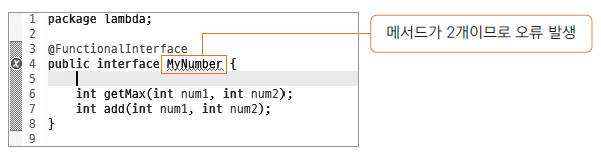 1 package lambda;
2
3 @FunctionalInterface
4 public interface MyNumber {
5
6     int getMax(int num1, int num2);
7     int add(int num1, int num2);
8 }
9
메서드가 2개이므로 오류 발생